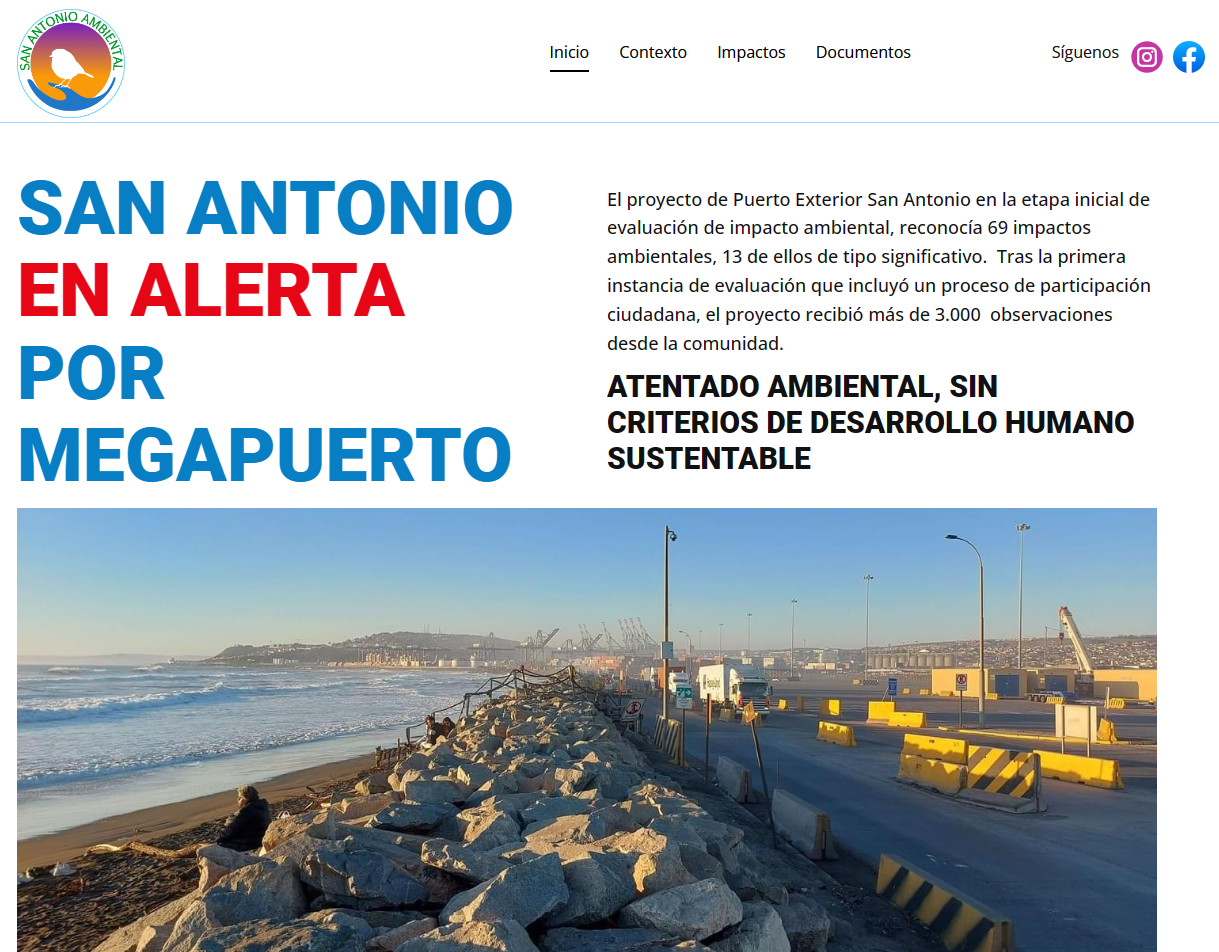 SAN ANTONIO AMBIENTAL
Inicio Contexto Impactos Documentos Síguenos
SAN ANTONIO
EN ALERTA
POR
MEGAPUERTO
El proyecto de Puerto Exterior San Antonio en la etapa inicial de
evaluación de impacto ambiental, reconocía 69 impactos
ambientales, 13 de ellos de tipo significativo.  Tras la primera
instancia de evaluación que incluyó un proceso de participación
ciudadana, el proyecto recibió más de 3.000  observaciones
desde la comunidad.
ATENTADO AMBIENTAL, SIN
CRITERIOS DE DESARROLLO HUMANO
SUSTENTABLE